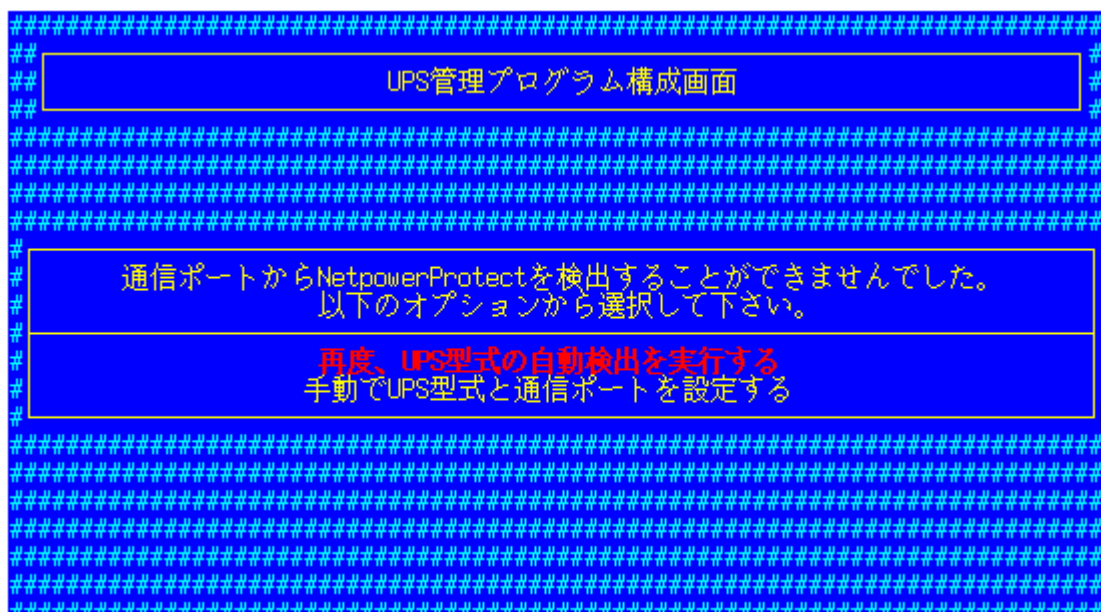 UPS管理プログラム構成画面
通信ポートからNetpowerProtectを検出することができませんでした。
以下のオプションから選択して下さい。
再度、UPS型式の自動検出を実行する
手動でUPS型式と通信ポートを設定する